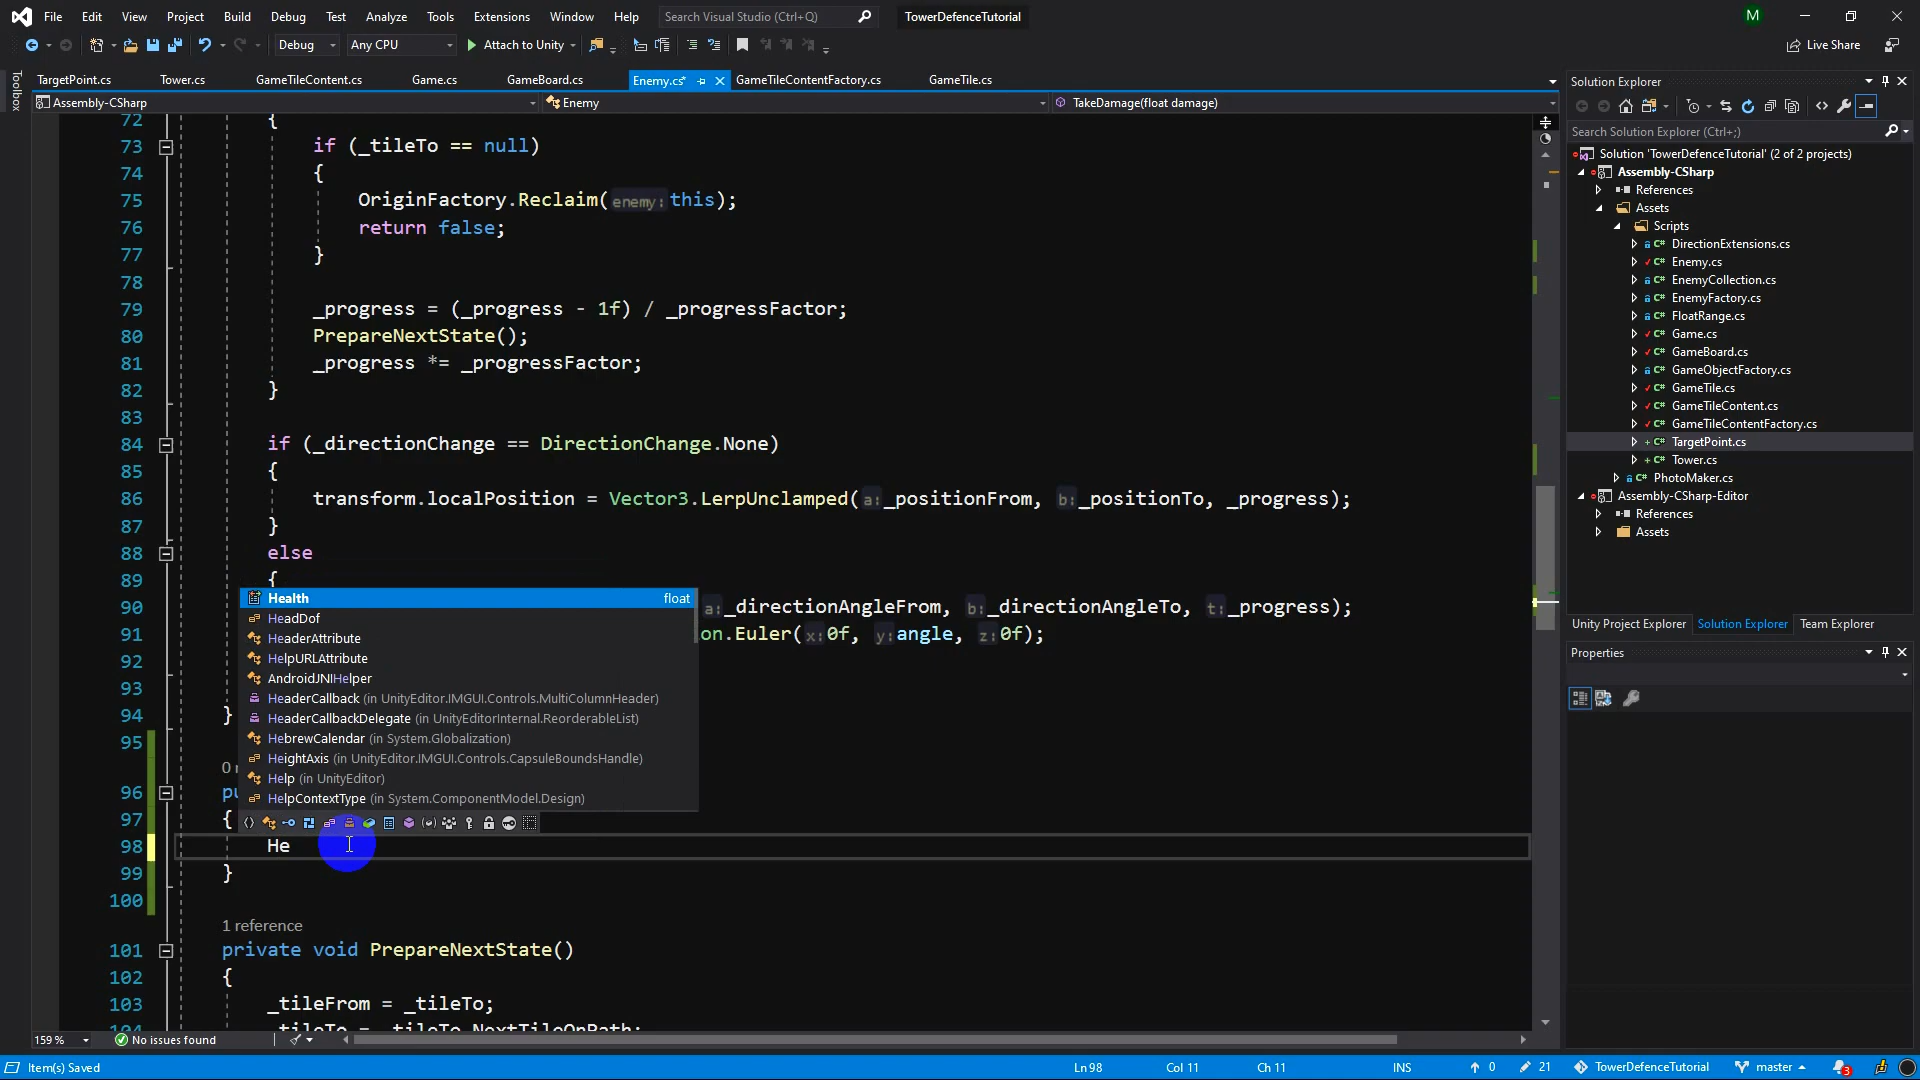 File Edit View Project Build Debug Test Analyze Tools Extensions Window Help Search Visual Studio (Ctrl+Q) TowerDefenceTutorial M
Debug Any CPU Attach to Unity Live Share
Toolbox
TargetPoint.cs Tower.cs GameTileContent.cs Game.cs GameBoard.cs Enemy.cs* GameTileContentFactory.cs GameTile.cs
Assembly-CSharp Enemy TakeDamage(float damage)
72 {
73 if (_tileTo == null)
74 {
75 OriginFactory.Reclaim(enemy: this);
76 return false;
77 }
78
79 _progress = (_progress - 1f) / _progressFactor;
80 PrepareNextState();
81 _progress *= _progressFactor;
82 }
83
84 if (_directionChange == DirectionChange.None)
85 {
86 transform.localPosition = Vector3.LerpUnclamped(a: _positionFrom, b: _positionTo, _progress);
87 }
88 else
89 {
90 a: _directionAngleFrom, b: _directionAngleTo, t: _progress);
91 on.Euler(x: 0f, y: angle, z: 0f);
92
93
94 }
95
0 r
96 pu
97 {
98 He
99 }
100
1 reference
101 private void PrepareNextState()
102 {
103 _tileFrom = _tileTo;
104 _tileTo = _tileTo.NextTileOnPath;
Health float
HeadDof
HeaderAttribute
HelpURLAttribute
AndroidJNIHelper
HeaderCallback (in UnityEditor.IMGUI.Controls.MultiColumnHeader)
HeaderCallbackDelegate (in UnityEditorInternal.ReorderableList)
HebrewCalendar (in System.Globalization)
HeightAxis (in UnityEditor.IMGUI.Controls.CapsuleBoundsHandle)
Help (in UnityEditor)
HelpContextType (in System.ComponentModel.Design)
159 % No issues found
Item(s) Saved Ln 98 Col 11 Ch 11 INS 0 21 TowerDefenceTutorial master 3
Solution Explorer
Search Solution Explorer (Ctrl+;)
Solution 'TowerDefenceTutorial' (2 of 2 projects)
Assembly-CSharp
References
Assets
Scripts
C# DirectionExtensions.cs
C# Enemy.cs
C# EnemyCollection.cs
C# EnemyFactory.cs
C# FloatRange.cs
C# Game.cs
C# GameBoard.cs
C# GameObjectFactory.cs
C# GameTile.cs
C# GameTileContent.cs
C# GameTileContentFactory.cs
C# TargetPoint.cs
C# Tower.cs
C# PhotoMaker.cs
Assembly-CSharp-Editor
References
Assets
Unity Project Explorer Solution Explorer Team Explorer
Properties